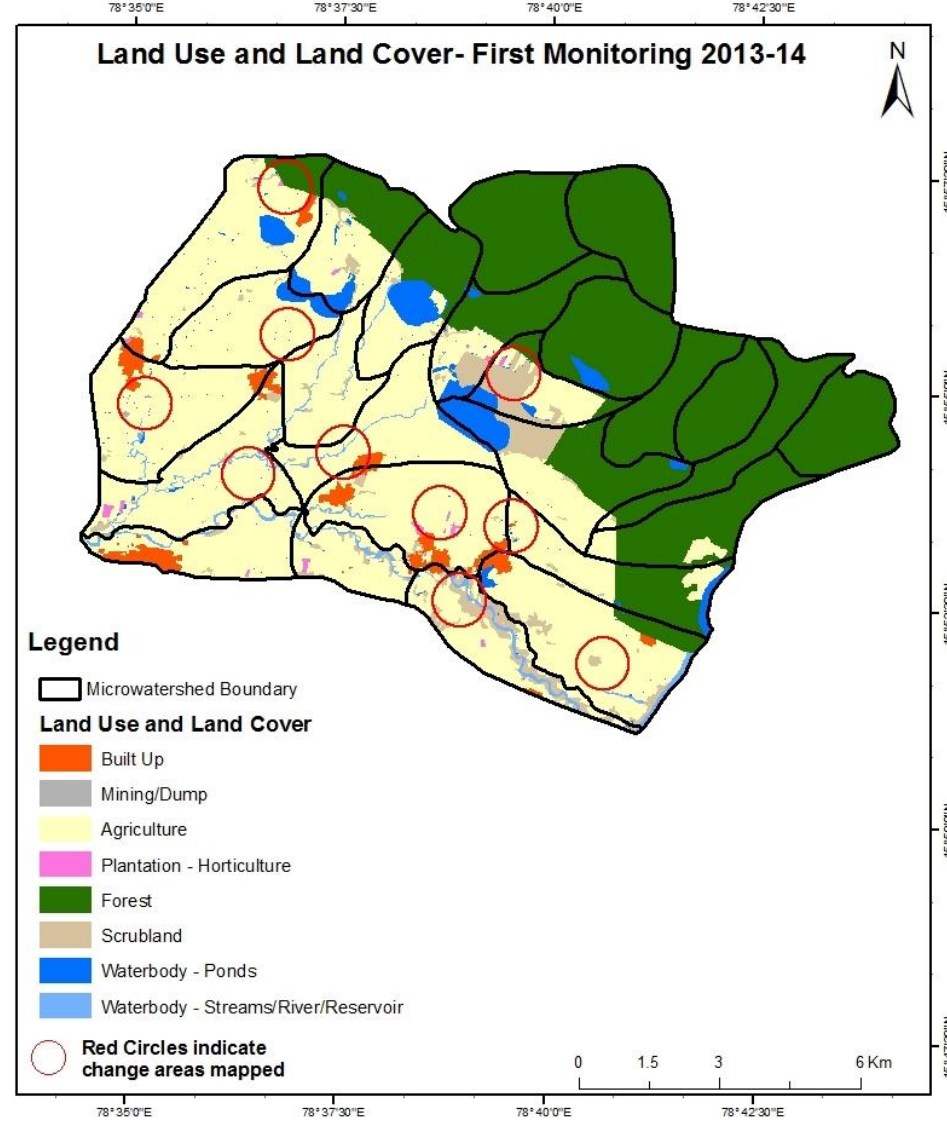 78°35'0"E 78°37'30"E 78°40'0"E 78°42'30"E
Land Use and Land Cover- First Monitoring 2013-14
N
Legend
Microwatershed Boundary
Land Use and Land Cover
Built Up
Mining/Dump
Agriculture
Plantation - Horticulture
Forest
Scrubland
Waterbody - Ponds
Waterbody - Streams/River/Reservoir
Red Circles indicate
change areas mapped
0 1.5 3 6 Km
78°35'0"E 78°37'30"E 78°40'0"E 78°42'30"E